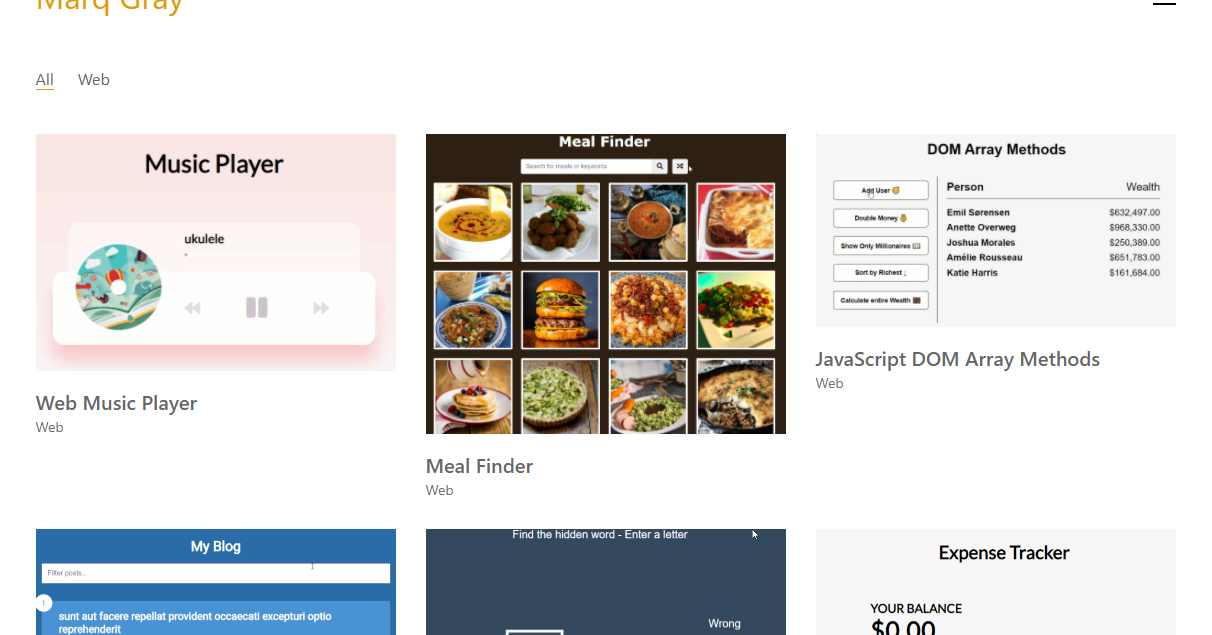 Marq Gray
All Web
Music Player
ukulele
Web Music Player
Web
Meal Finder
Search for meals or keywords
Meal Finder
Web
DOM Array Methods
Add User
Double Money
Show Only Millionaires
Sort by Richest ↓
Calculate entire Wealth
Person Wealth
Emil Sørensen $632,497.00
Anette Overweg $968,330.00
Joshua Morales $250,389.00
Amélie Rousseau $651,783.00
Katie Harris $161,684.00
JavaScript DOM Array Methods
Web
My Blog
Filter posts...
1
sunt aut facere repellat provident occaecati excepturi optio
reprehenderit
Find the hidden word - Enter a letter
Wrong
Expense Tracker
YOUR BALANCE
$0.00